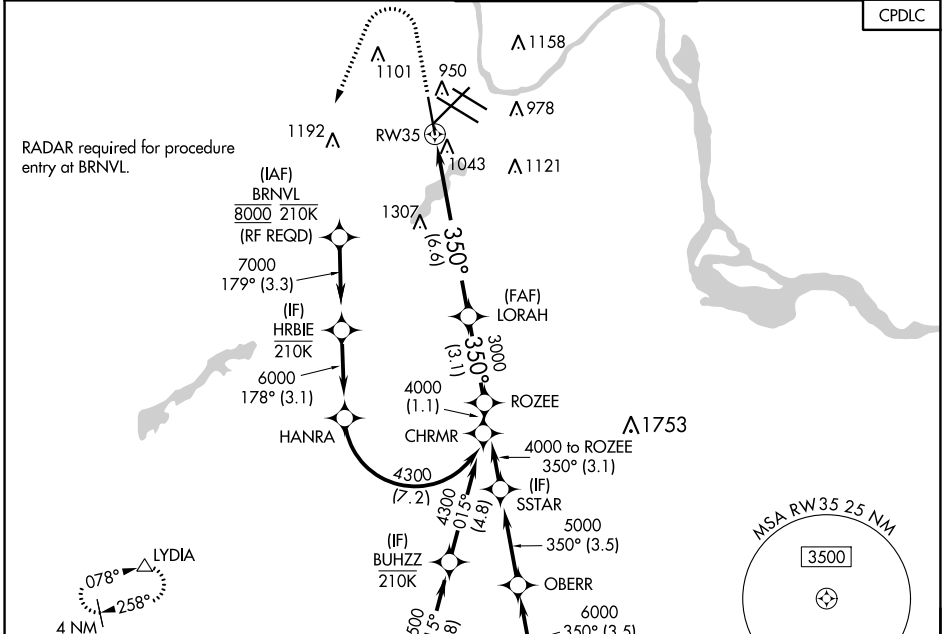 CPDLC
1158
1101
950
978
1192
RW35
1043
1121
RADAR required for procedure
entry at BRNVL.
(IAF)
BRNVL
8000 210K
(RF REQD)
1307
350°
(6.6)
7000
179° (3.3)
(FAF)
LORAH
(IF)
HRBIE
210K
3000
350°
(3.1)
6000
178° (3.1)
4000
(1.1)
ROZEE
HANRA
CHRMR
1753
4000 to ROZEE
350° (3.1)
4300
(7.2)
(IF)
SSTAR
4300
015°
(4.8)
5000
350° (3.5)
MSA RW35 25 NM
3500
(IF)
BUHZZ
210K
OBERR
LYDIA
078°
258°
4 NM
6000
350° (3.5)